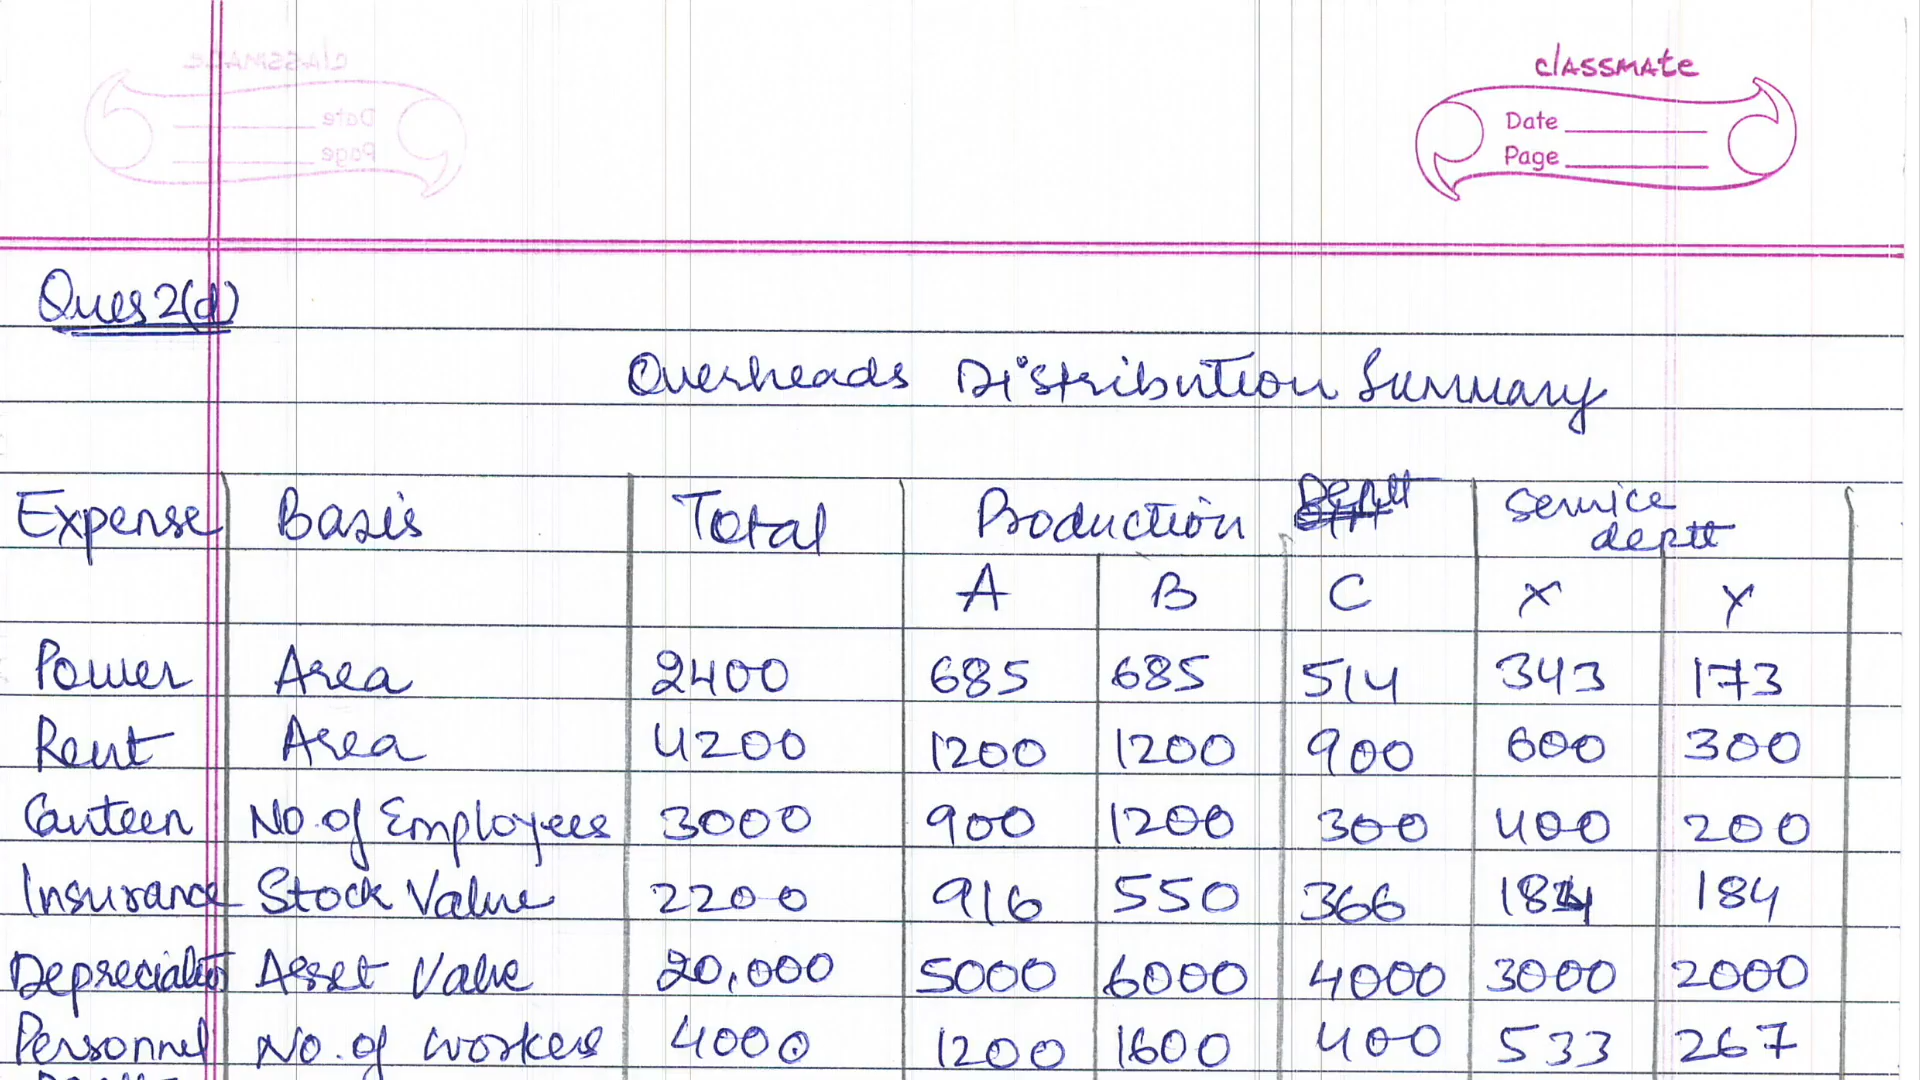 classmate
Date
Page
Ques 2(d)
Overheads Distribution Summary
Expense Basis Total Production Deptt Service deptt
A B C X Y
Power Area 2400 685 685 514 343 173
Rent Area 4200 1200 1200 900 600 300
Canteen No. of Employees 3000 900 1200 300 400 200
Insurance Stock Value 2200 916 550 366 184 184
Depreciation Asset Value 20,000 5000 6000 4000 3000 2000
Personnel No. of workers 4000 1200 1600 400 533 267